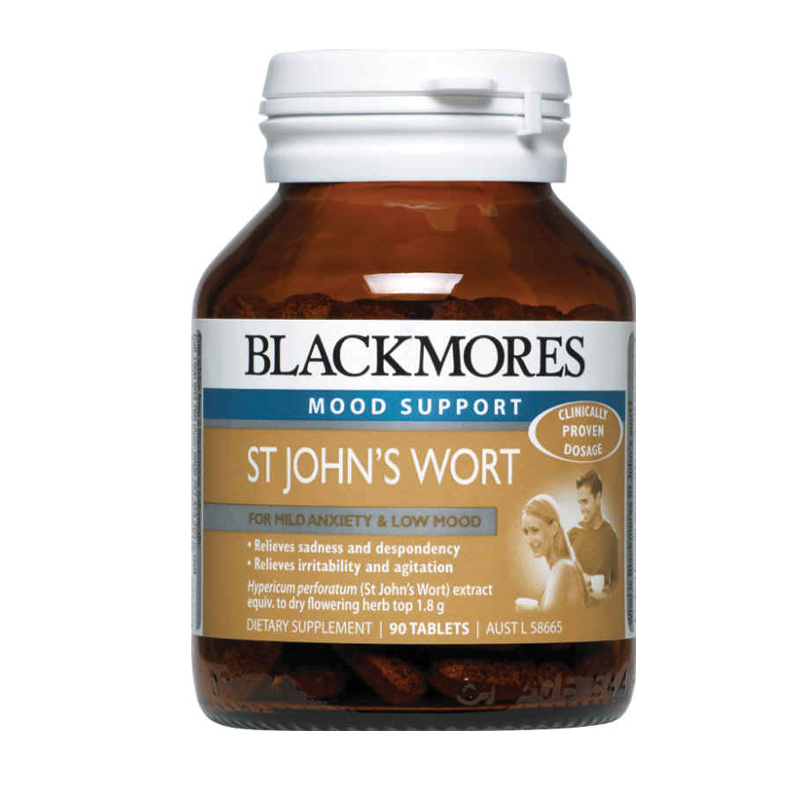 BLACKMORES
MOOD SUPPORT
CLINICALLY
PROVEN
DOSAGE
ST JOHN'S WORT
FOR MILD ANXIETY & LOW MOOD
• Relieves sadness and despondency
• Relieves irritability and agitation
Hypericum perforatum (St John's Wort) extract
equiv. to dry flowering herb top 1.8 g
DIETARY SUPPLEMENT | 90 TABLETS | AUST L 58665